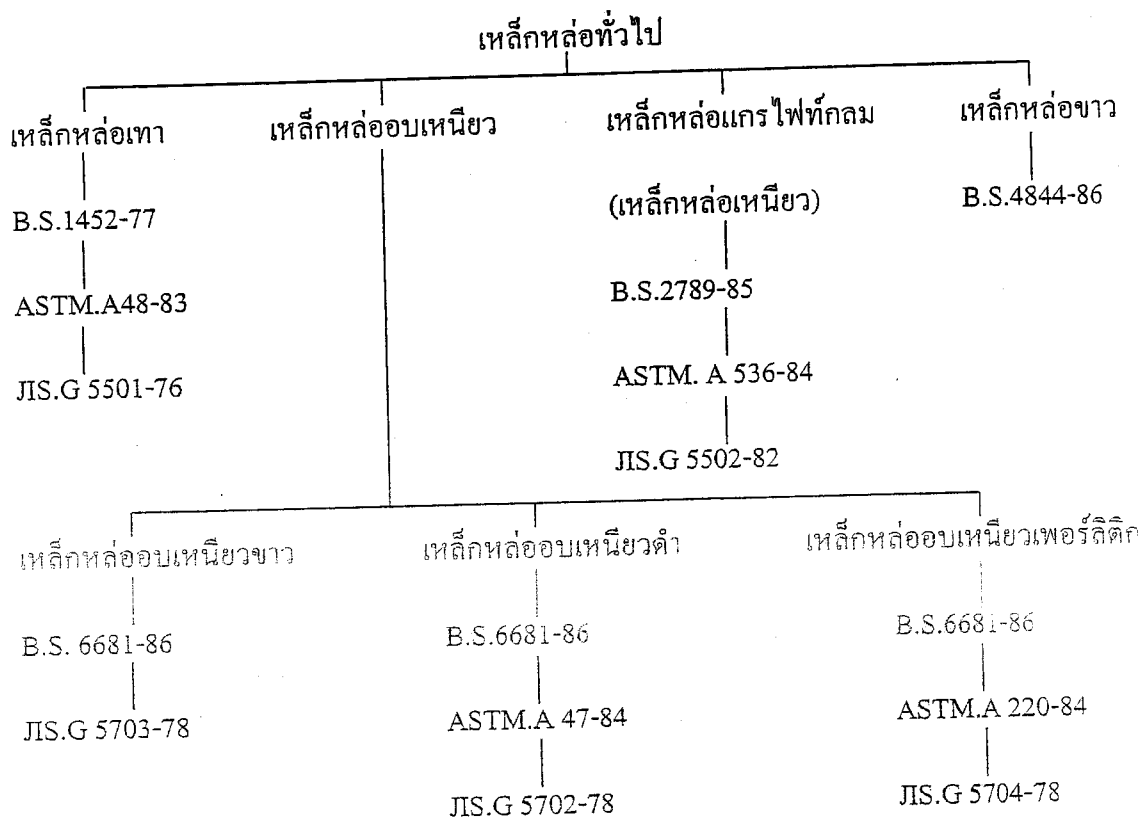 เหล็กหล่อทั่วไป
เหล็กหล่อเทา
เหล็กหล่ออบเหนียว
เหล็กหล่อแกรไฟท์กลม
เหล็กหล่อขาว
B.S.1452-77
(เหล็กหล่อเหนียว)
B.S.4844-86
ASTM.A48-83
B.S.2789-85
JIS.G 5501-76
ASTM. A 536-84
JIS.G 5502-82
เหล็กหล่ออบเหนียวขาว
เหล็กหล่ออบเหนียวดำ
เหล็กหล่ออบเหนียวเพอร์ลิติก
B.S. 6681-86
B.S.6681-86
B.S.6681-86
JIS.G 5703-78
ASTM.A 47-84
ASTM.A 220-84
JIS.G 5702-78
JIS.G 5704-78